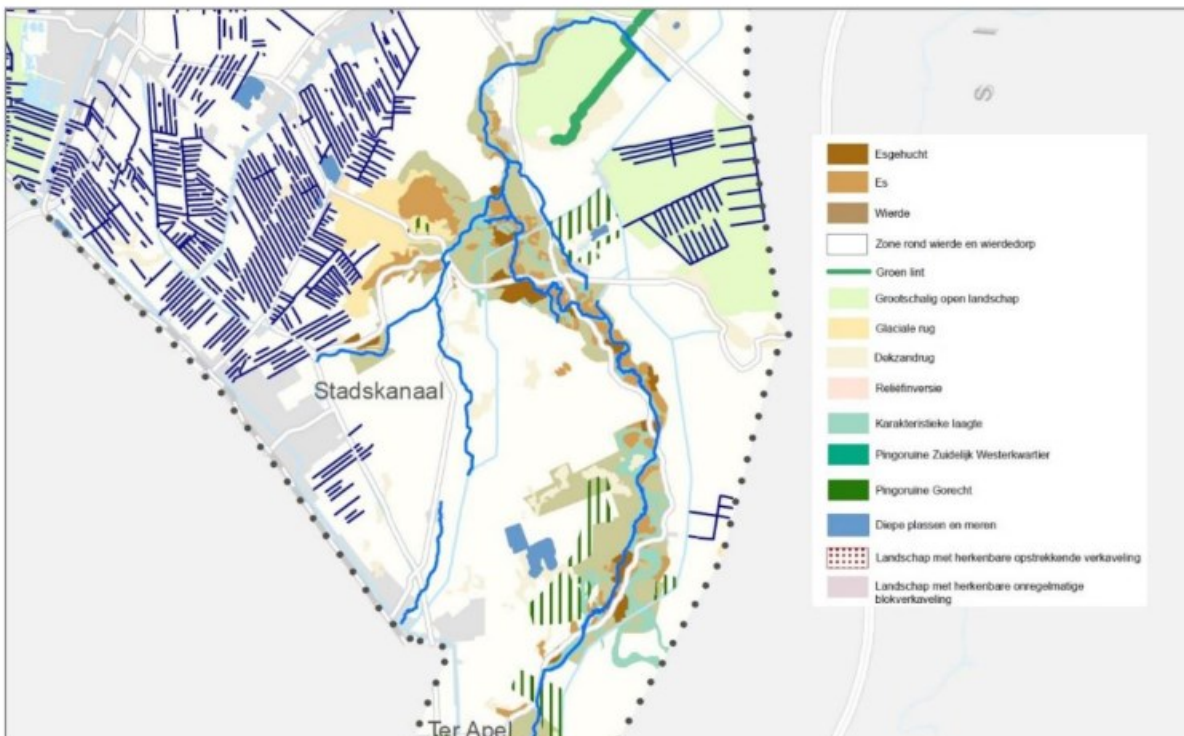 S
Esgehucht
Es
Wierde
Zone rond wierde en wierdedorp
Groen lint
Grootschalig open landschap
Glaciale rug
Dekzandrug
Reliëfinversie
Karakteristieke laagte
Pingoruine Zuidelijk Westerkwartier
Pingoruine Gorecht
Diepe plassen en meren
Landschap met herkenbare opstrekkende verkaveling
Landschap met herkenbare onregelmatige
blokverkaveling
Stadskanaal
Ter Apel